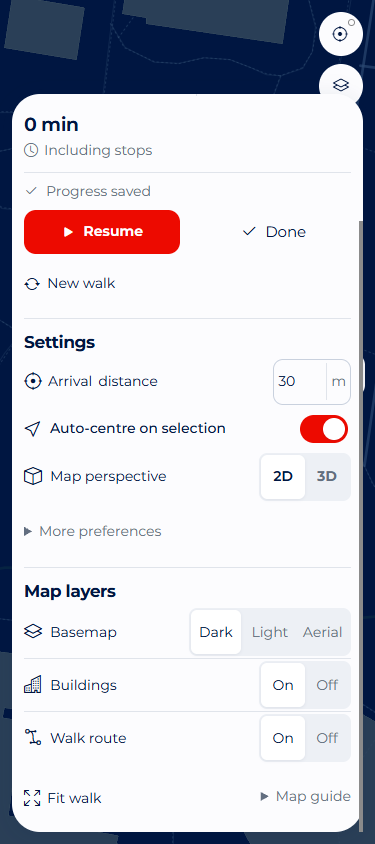 0 min
Including stops
Progress saved
Resume
Done
New walk
Settings
Arrival distance
30 m
Auto-centre on selection
Map perspective
2D 3D
More preferences
Map layers
Basemap
Dark Light Aerial
Buildings
On Off
Walk route
On Off
Fit walk
Map guide